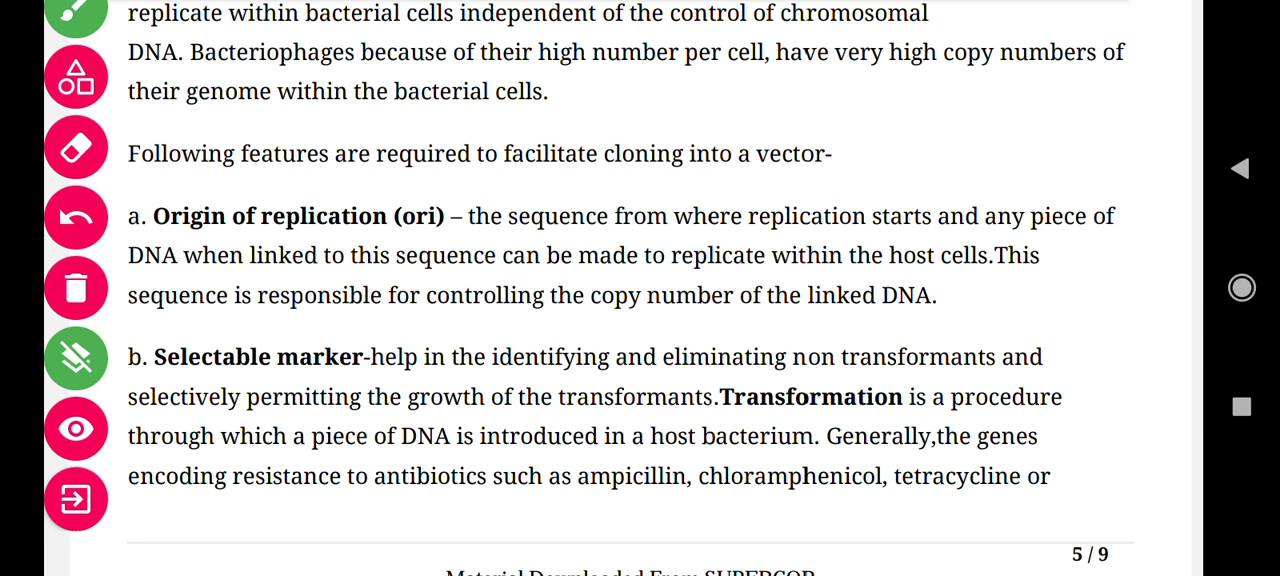 replicate within bacterial cells independent of the control of chromosomal
DNA. Bacteriophages because of their high number per cell, have very high copy numbers of
their genome within the bacterial cells.
Following features are required to facilitate cloning into a vector-
a. Origin of replication (ori) – the sequence from where replication starts and any piece of
DNA when linked to this sequence can be made to replicate within the host cells.This
sequence is responsible for controlling the copy number of the linked DNA.
b. Selectable marker-help in the identifying and eliminating non transformants and
selectively permitting the growth of the transformants.Transformation is a procedure
through which a piece of DNA is introduced in a host bacterium. Generally,the genes
encoding resistance to antibiotics such as ampicillin, chloramphenicol, tetracycline or
5 / 9
Material Downloaded From SUPERCOP